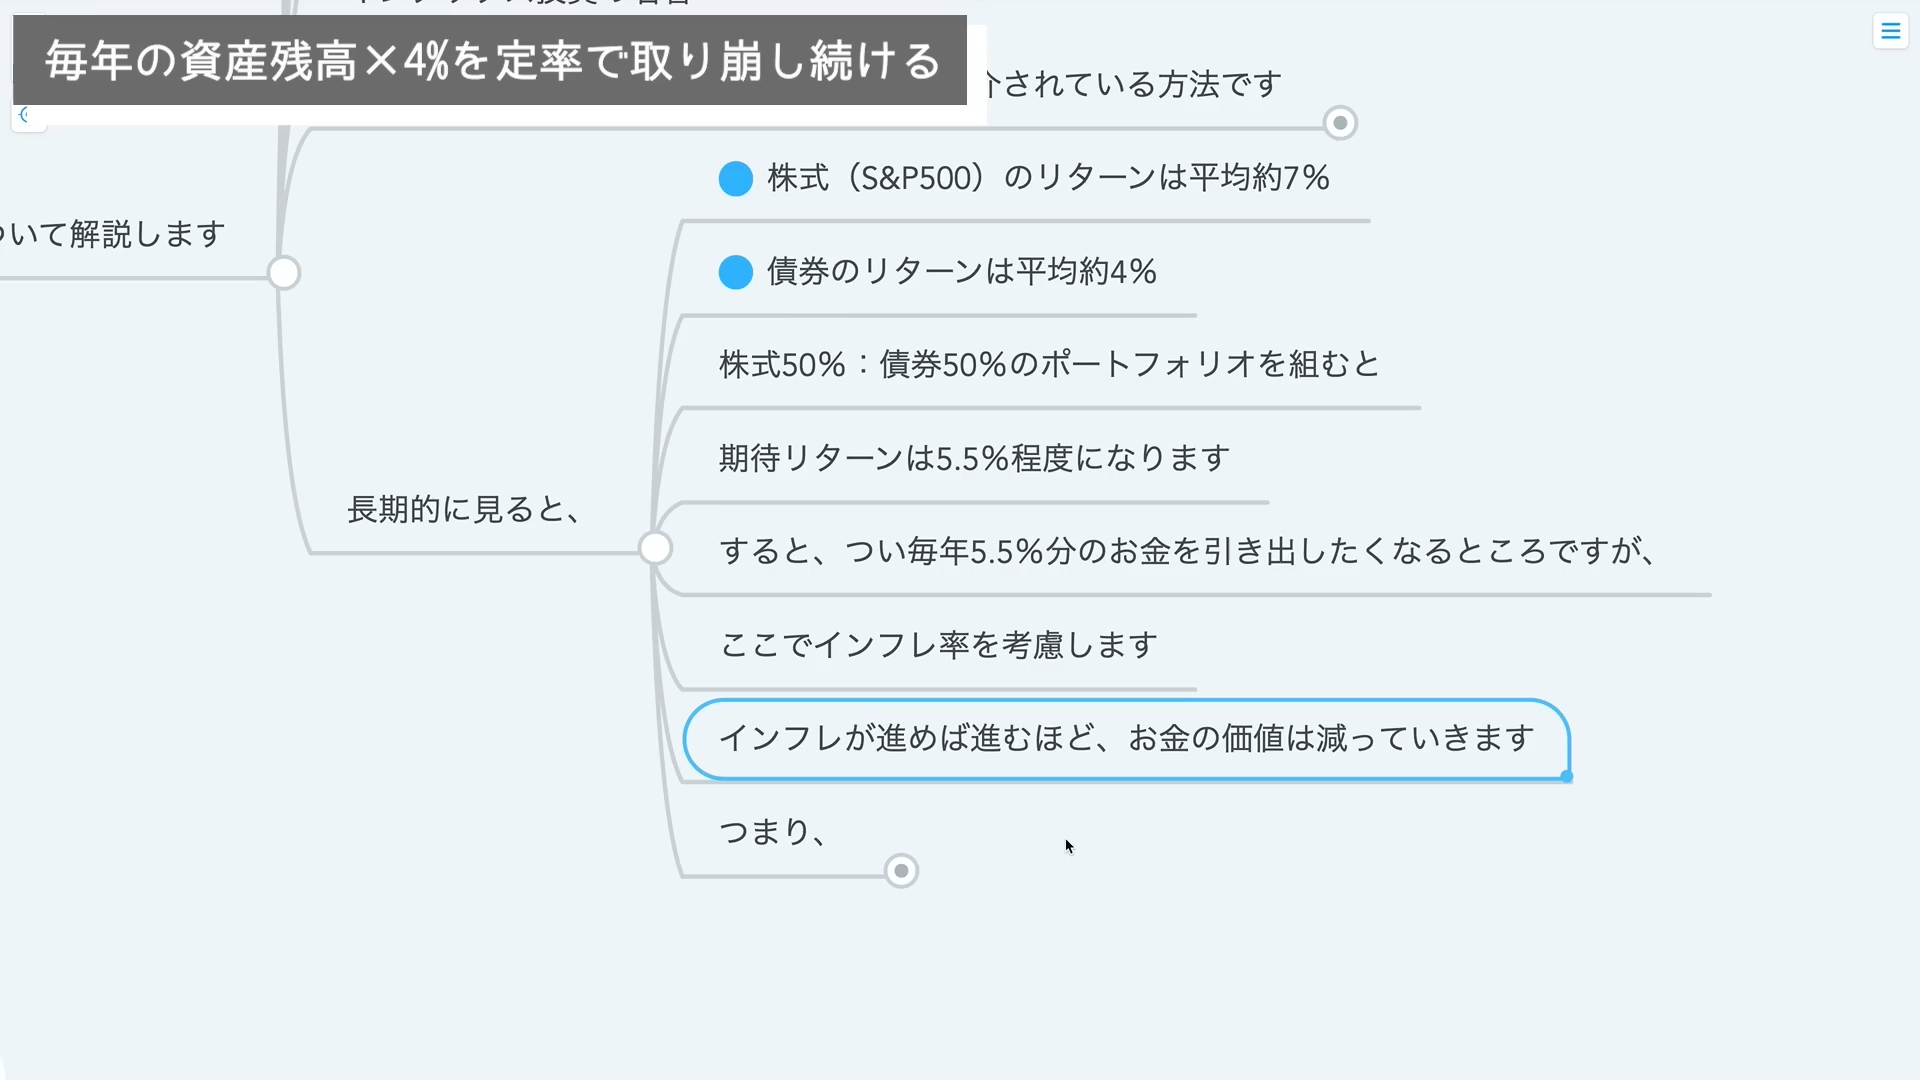 毎年の資産残高×4%を定率で取り崩し続ける
されている方法です
株式（S&P500）のリターンは平均約7%
ついて解説します
債券のリターンは平均約4%
株式50%：債券50%のポートフォリオを組むと
期待リターンは5.5%程度になります
長期的に見ると、
すると、つい毎年5.5%分のお金を引き出したくなるところですが、
ここでインフレ率を考慮します
インフレが進めば進むほど、お金の価値は減っていきます
つまり、